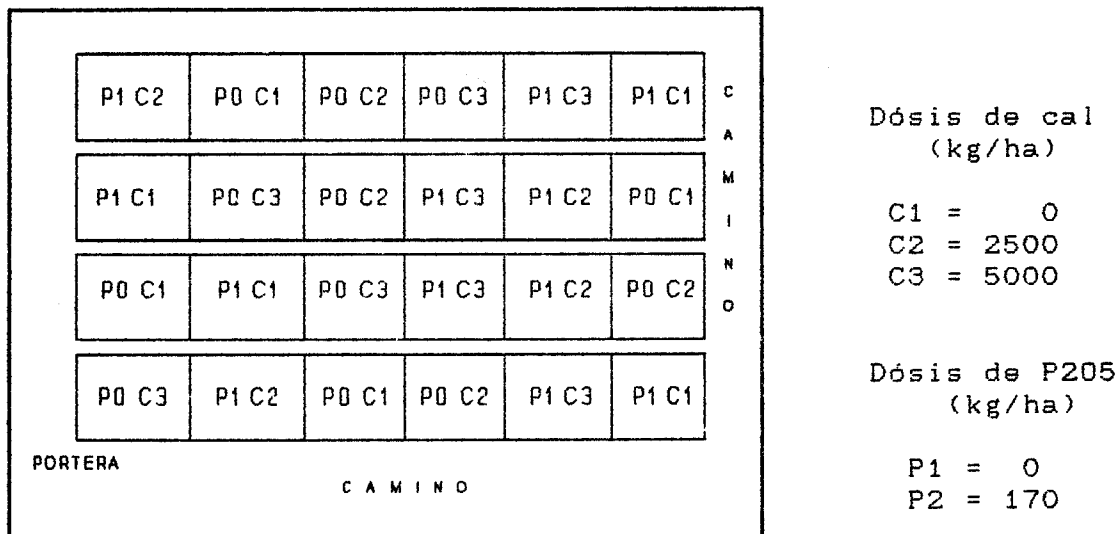 P1 C2 P0 C1 P0 C2 P0 C3 P1 C3 P1 C1
P1 C1 P0 C3 P0 C2 P1 C3 P1 C2 P0 C1
P0 C1 P1 C1 P0 C3 P1 C3 P1 C2 P0 C2
P0 C3 P1 C2 P0 C1 P0 C2 P1 C3 P1 C1
CAMINO
PORTERA
CAMINO
Dósis de cal
(kg/ha)
C1 = 0
C2 = 2500
C3 = 5000
Dósis de P205
(kg/ha)
P1 = 0
P2 = 170